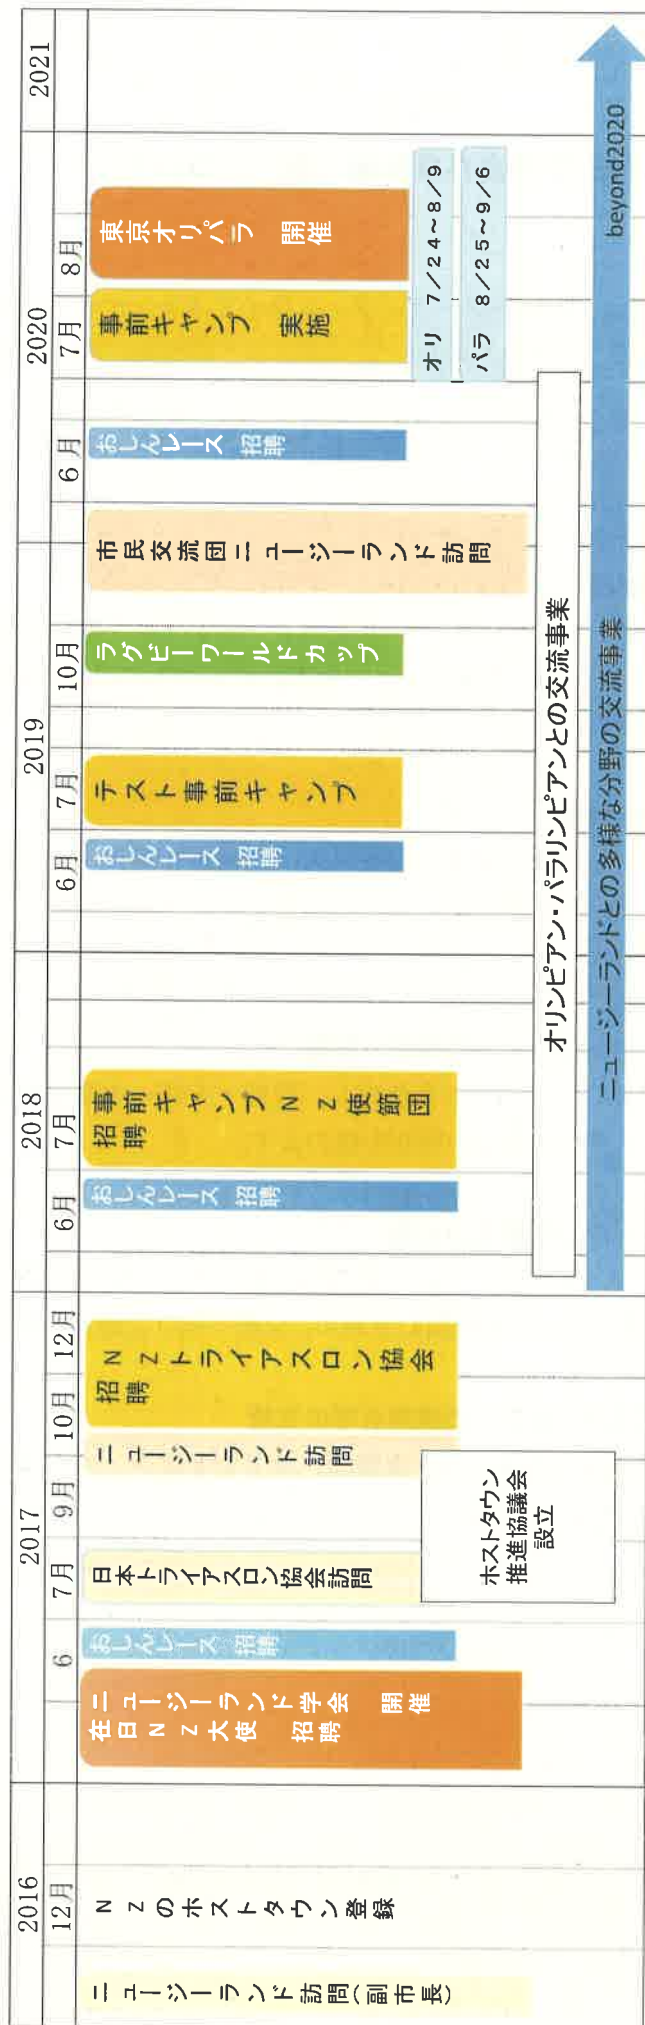 2016
2017
2018
2019
2020
2021
12月
6
7月
9月
10月
12月
6月
7月
6月
7月
10月
6月
7月
8月
ニュージーランド訪問(副市長)
ＮＺのホストタウン登録
ニュージーランド学会　開催
在日ＮＺ大使　招聘
おしんレース 招聘
日本トライアスロン協会訪問
ニュージーランド訪問
ＮＺトライアスロン協会
招聘
ホストタウン
推進協議会
設立
おしんレース 招聘
事前キャンプＮＺ使節団
招聘
おしんレース 招聘
テスト事前キャンプ
ラグビーワールドカップ
市民交流団ニュージーランド訪問
おしんレース 招聘
事前キャンプ　実施
東京オリパラ　開催
オリ 7/24～8/9
パラ 8/25～9/6
オリンピアン・パラリンピアンとの交流事業
ニュージーランドとの多様な分野の交流事業
beyond2020